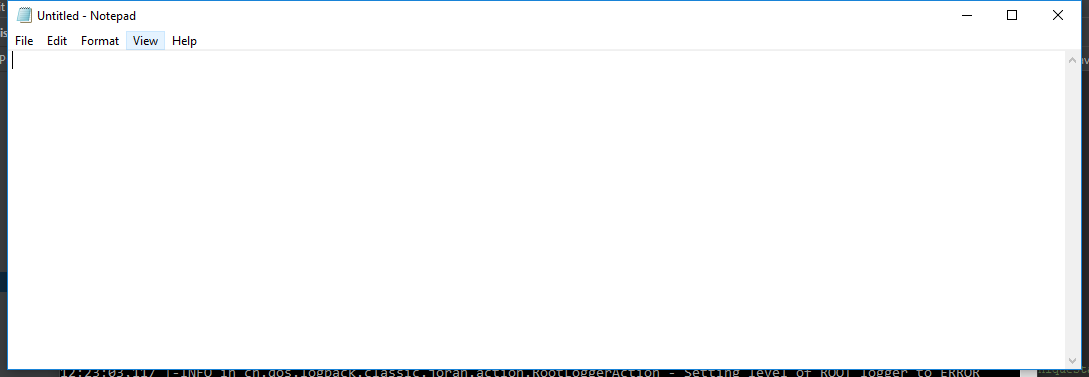 Untitled - Notepad
File Edit Format View Help
12:23:03.117 |-INFO in ch.qos.logback.classic.joran.action.RootLoggerAction - Setting level of ROOT logger to ERROR